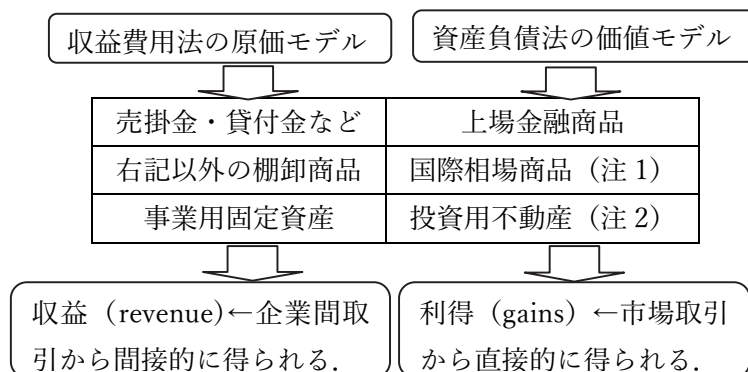 収益費用法の原価モデル
資産負債法の価値モデル
売掛金・貸付金など
上場金融商品
右記以外の棚卸商品
国際相場商品（注 1）
事業用固定資産
投資用不動産（注 2）
収益（revenue)←企業間取
引から間接的に得られる．
利得（gains）←市場取引
から直接的に得られる．